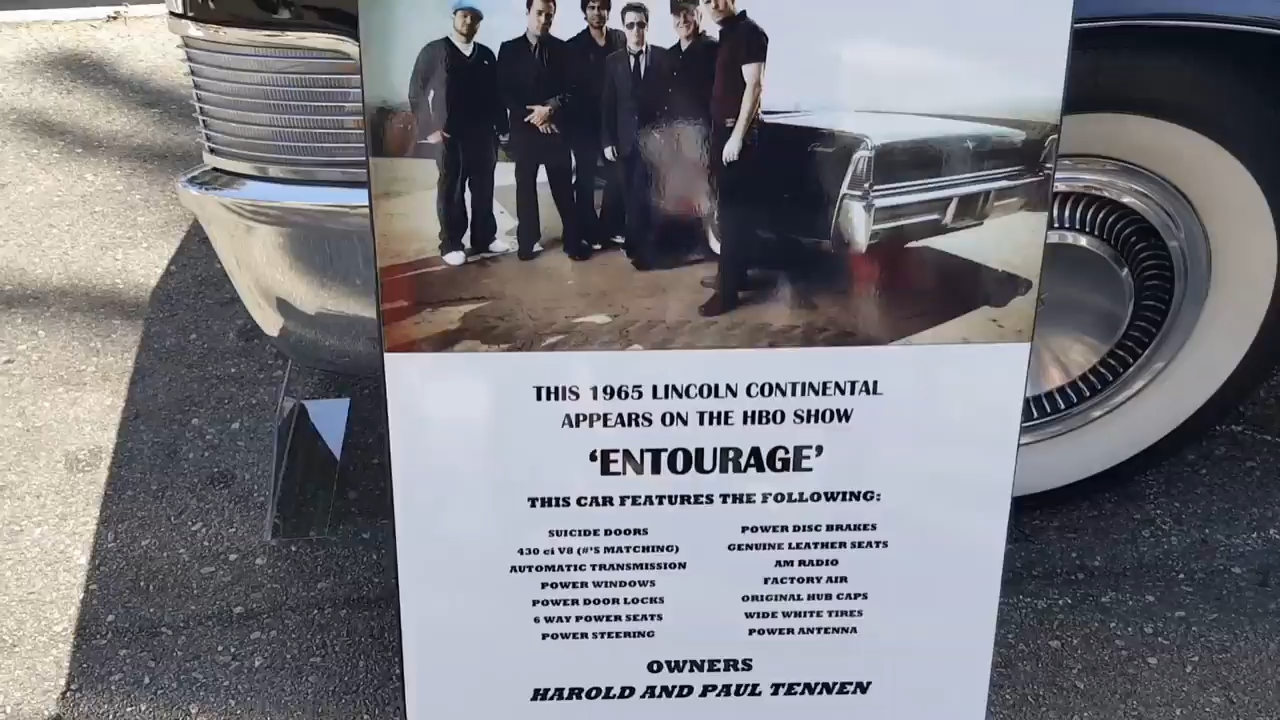 THIS 1965 LINCOLN CONTINENTAL
APPEARS ON THE HBO SHOW
‘ENTOURAGE’
THIS CAR FEATURES THE FOLLOWING:
SUICIDE DOORS
430 ci V8 (#'S MATCHING)
AUTOMATIC TRANSMISSION
POWER WINDOWS
POWER DOOR LOCKS
6 WAY POWER SEATS
POWER STEERING
POWER DISC BRAKES
GENUINE LEATHER SEATS
AM RADIO
FACTORY AIR
ORIGINAL HUB CAPS
WIDE WHITE TIRES
POWER ANTENNA
OWNERS
HAROLD AND PAUL TENNEN